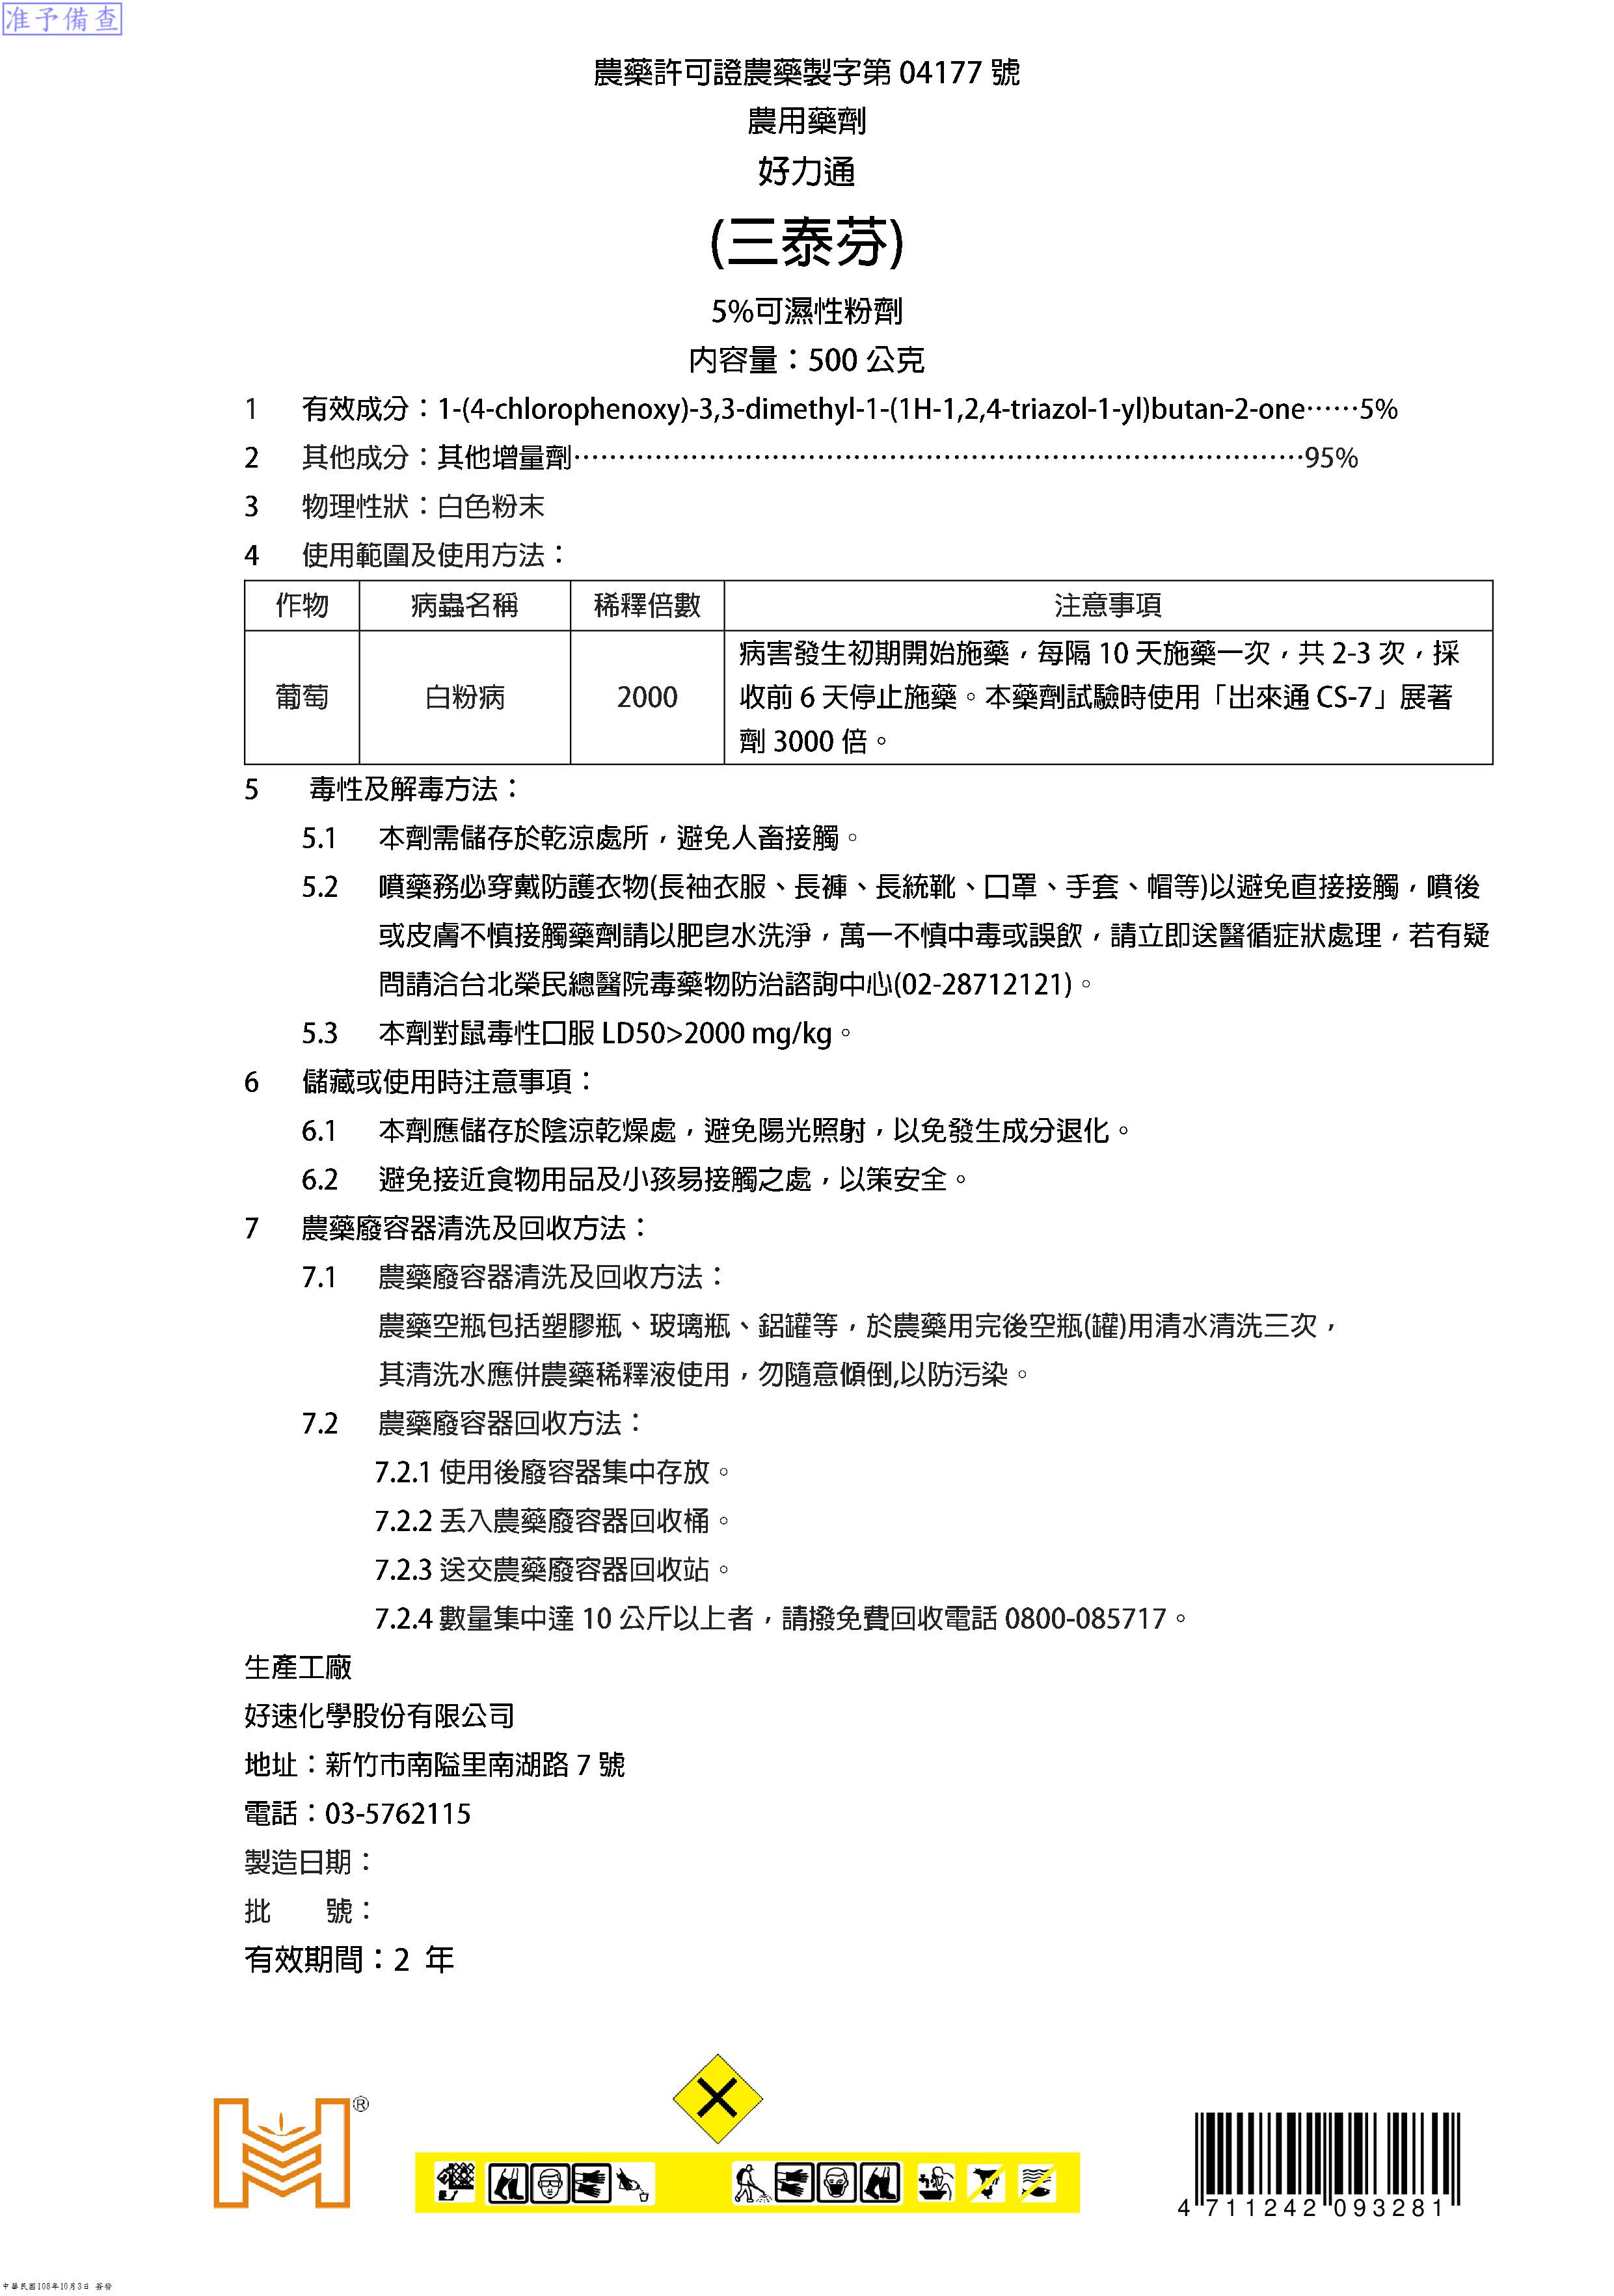 准予備查
農藥許可證農藥製字第 04177 號
農用藥劑
好力通
(三泰芬)
5%可濕性粉劑
內容量：500 公克
1 有效成分：1-(4-chlorophenoxy)-3,3-dimethyl-1-(1H-1,2,4-triazol-1-yl)butan-2-one……5%
2 其他成分：其他增量劑………………………………………………………………………95%
3 物理性狀：白色粉末
4 使用範圍及使用方法：
作物 病蟲名稱 稀釋倍數 注意事項
葡萄 白粉病 2000 病害發生初期開始施藥，每隔 10 天施藥一次，共 2-3 次，採
收前 6 天停止施藥。本藥劑試驗時使用「出來通 CS-7」展著
劑 3000 倍。
5 毒性及解毒方法：
5.1 本劑需儲存於乾涼處所，避免人畜接觸。
5.2 噴藥務必穿戴防護衣物(長袖衣服、長褲、長統靴、口罩、手套、帽等)以避免直接接觸，噴後
或皮膚不慎接觸藥劑請以肥皂水洗淨，萬一不慎中毒或誤飲，請立即送醫循症狀處理，若有疑
問請洽台北榮民總醫院毒藥物防治諮詢中心(02-28712121)。
5.3 本劑對鼠毒性口服 LD50>2000 mg/kg。
6 儲藏或使用時注意事項：
6.1 本劑應儲存於陰涼乾燥處，避免陽光照射，以免發生成分退化。
6.2 避免接近食物用品及小孩易接觸之處，以策安全。
7 農藥廢容器清洗及回收方法：
7.1 農藥廢容器清洗及回收方法：
農藥空瓶包括塑膠瓶、玻璃瓶、鋁罐等，於農藥用完後空瓶(罐)用清水清洗三次，
其清洗水應併農藥稀釋液使用，勿隨意傾倒,以防污染。
7.2 農藥廢容器回收方法：
7.2.1 使用後廢容器集中存放。
7.2.2 丟入農藥廢容器回收桶。
7.2.3 送交農藥廢容器回收站。
7.2.4 數量集中達 10 公斤以上者，請撥免費回收電話 0800-085717。
生產工廠
好速化學股份有限公司
地址：新竹市南隘里南湖路 7 號
電話：03-5762115
製造日期：
批 號：
有效期間：2 年
®
4 711242 093281
中華民國108年10月3日 簽發